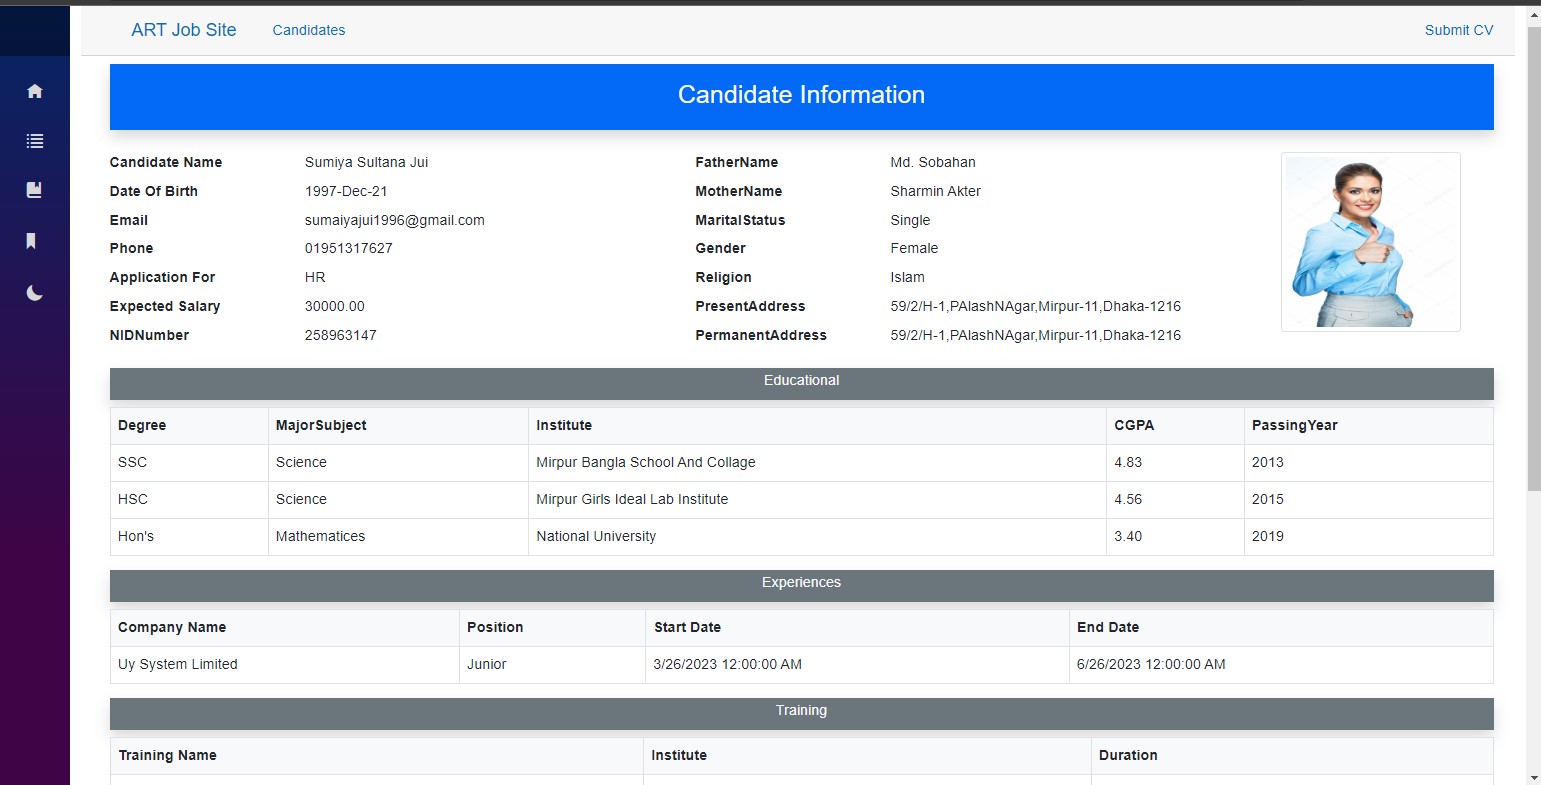 ART Job Site Candidates Submit CV
Candidate Information
Candidate Name Sumiya Sultana Jui FatherName Md. Sobahan
Date Of Birth 1997-Dec-21 MotherName Sharmin Akter
Email sumaiyajui1996@gmail.com MaritalStatus Single
Phone 01951317627 Gender Female
Application For HR Religion Islam
Expected Salary 30000.00 PresentAddress 59/2/H-1,PAlashNAgar,Mirpur-11,Dhaka-1216
NIDNumber 258963147 PermanentAddress 59/2/H-1,PAlashNAgar,Mirpur-11,Dhaka-1216
Educational
Degree MajorSubject Institute CGPA PassingYear
SSC Science Mirpur Bangla School And Collage 4.83 2013
HSC Science Mirpur Girls Ideal Lab Institute 4.56 2015
Hon's Mathematices National University 3.40 2019
Experiences
Company Name Position Start Date End Date
Uy System Limited Junior 3/26/2023 12:00:00 AM 6/26/2023 12:00:00 AM
Training
Training Name Institute Duration